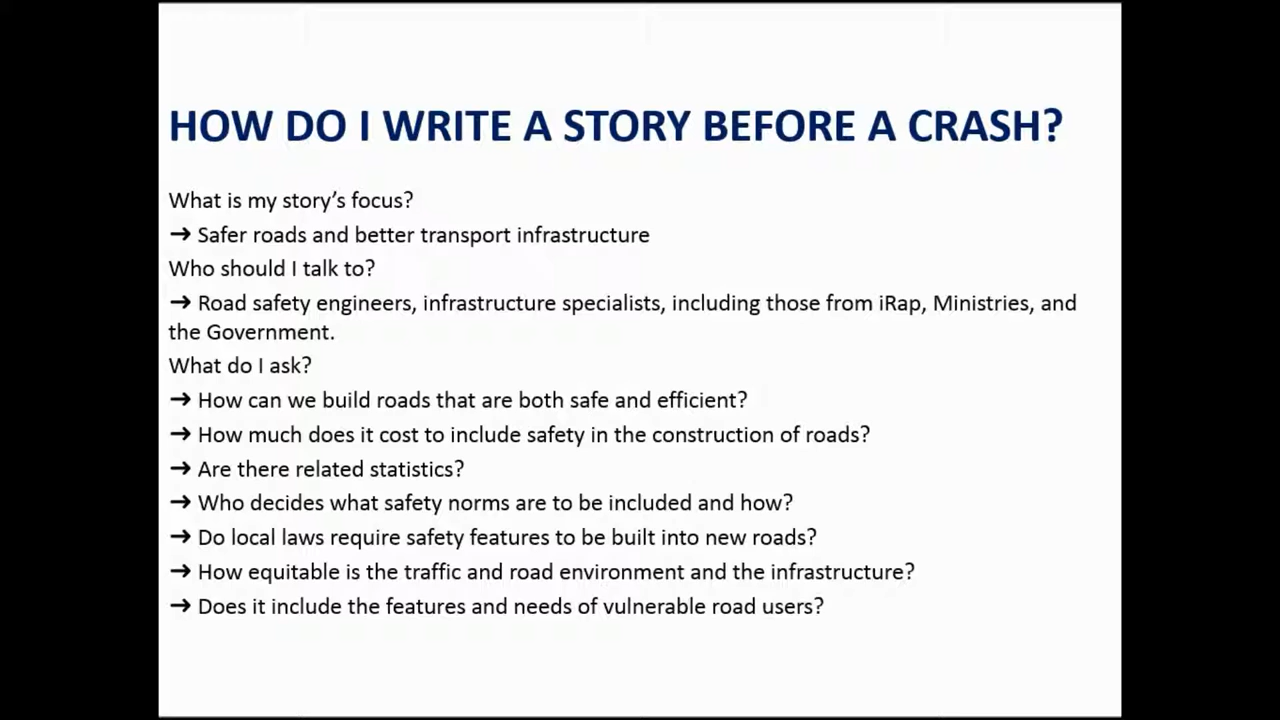 HOW DO I WRITE A STORY BEFORE A CRASH?
What is my story’s focus?
➔ Safer roads and better transport infrastructure
Who should I talk to?
➔ Road safety engineers, infrastructure specialists, including those from iRap, Ministries, and
the Government.
What do I ask?
➔ How can we build roads that are both safe and efficient?
➔ How much does it cost to include safety in the construction of roads?
➔ Are there related statistics?
➔ Who decides what safety norms are to be included and how?
➔ Do local laws require safety features to be built into new roads?
➔ How equitable is the traffic and road environment and the infrastructure?
➔ Does it include the features and needs of vulnerable road users?